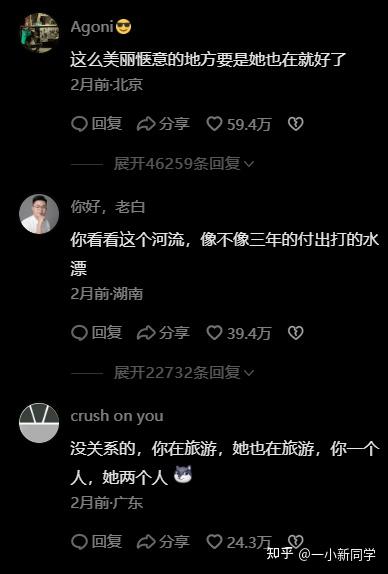 Agoni😎
这么美丽惬意的地方要是她也在就好了
2月前·北京
回复 分享 59.4万
展开46259条回复
你好，老白
你看看这个河流，像不像三年的付出打的水
漂
2月前·湖南
回复 分享 39.4万
展开22732条回复
crush on you
没关系的，你在旅游，她也在旅游，你一个
人，她两个人
2月前·广东
回复 分享 24.3万
知乎 @一小新同学